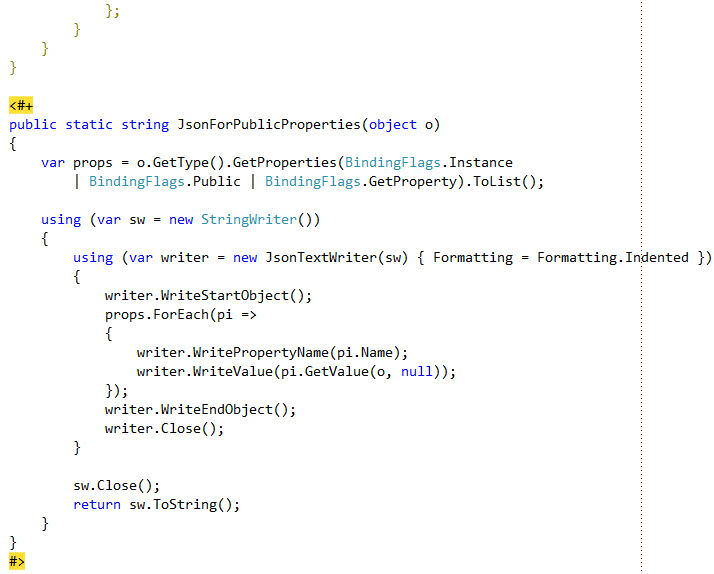 };
        }
    }
}

<#+
public static string JsonForPublicProperties(object o)
{
    var props = o.GetType().GetProperties(BindingFlags.Instance
        | BindingFlags.Public | BindingFlags.GetProperty).ToList();

    using (var sw = new StringWriter())
    {
        using (var writer = new JsonTextWriter(sw) { Formatting = Formatting.Indented })
        {
            writer.WriteStartObject();
            props.ForEach(pi =>
            {
                writer.WritePropertyName(pi.Name);
                writer.WriteValue(pi.GetValue(o, null));
            });
            writer.WriteEndObject();
            writer.Close();
        }

        sw.Close();
        return sw.ToString();
    }
}
#>